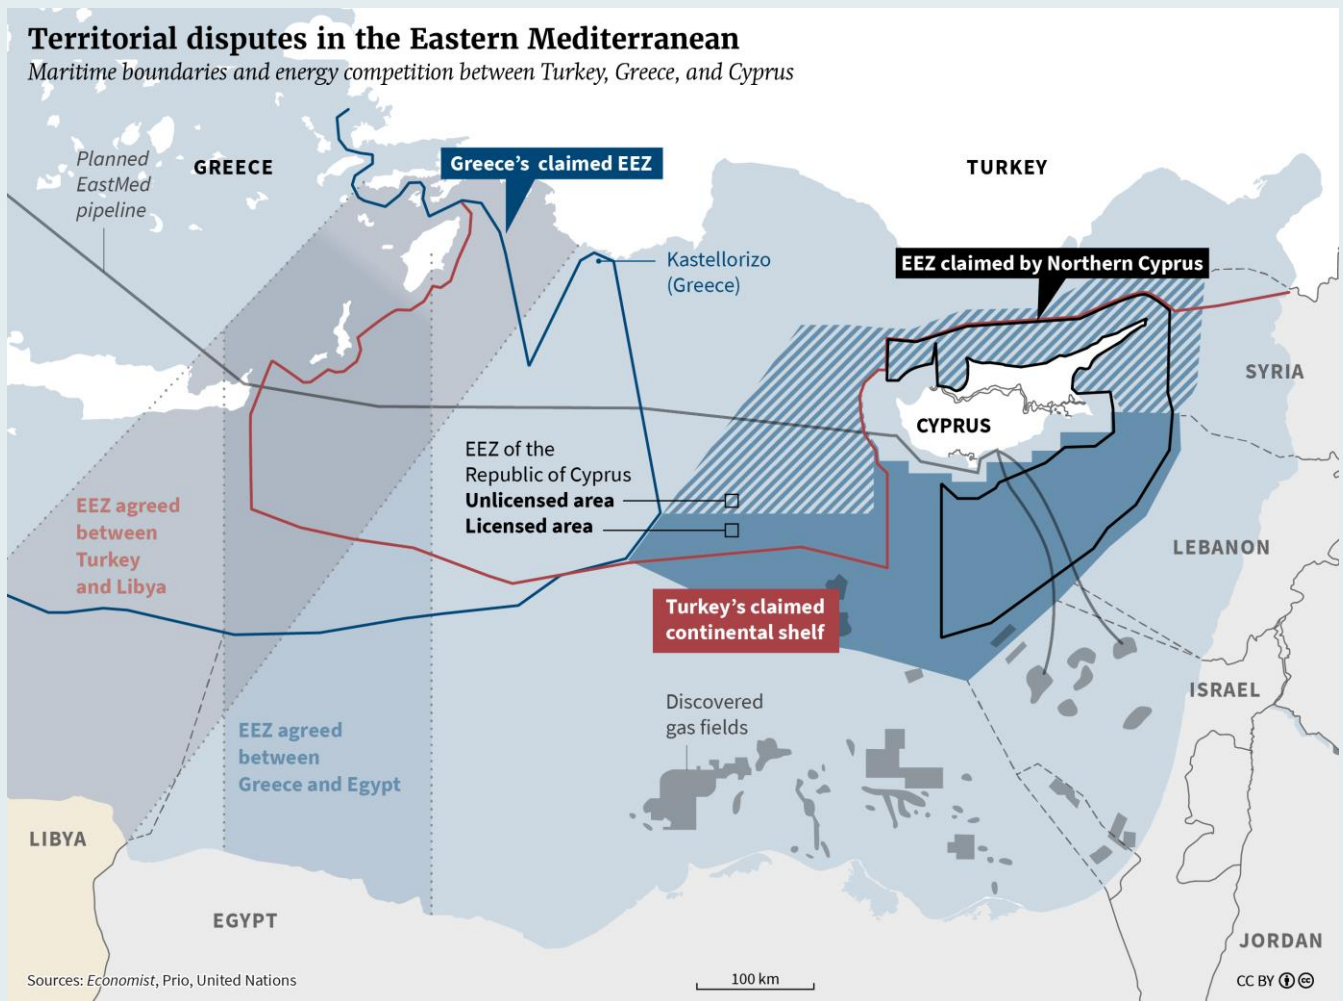 Territorial disputes in the Eastern Mediterranean
Maritime boundaries and energy competition between Turkey, Greece, and Cyprus
Planned
EastMed
pipeline
GREECE
Greece's claimed EEZ
TURKEY
Kastellorizo
(Greece)
EEZ claimed by Northern Cyprus
SYRIA
CYPRUS
EEZ of the
Republic of Cyprus
Unlicensed area
Licensed area
EEZ agreed
between
Turkey
and Libya
LEBANON
Turkey's claimed
continental shelf
ISRAEL
Discovered
gas fields
EEZ agreed
between
Greece and Egypt
LIBYA
EGYPT
JORDAN
Sources: Economist, Prio, United Nations
100 km
CC BY